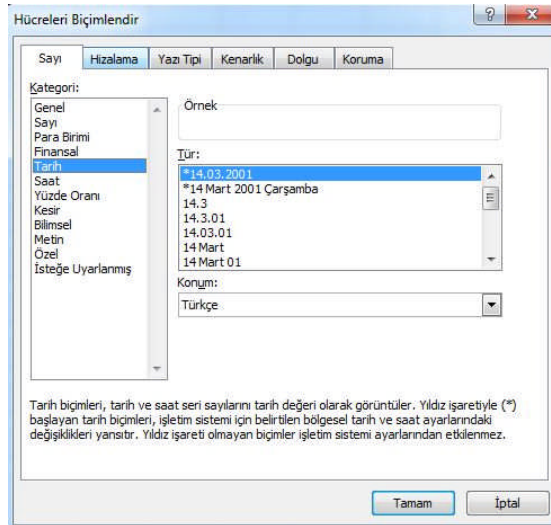 Hücreleri Biçimlendir
Sayı Hizalama Yazı Tipi Kenarlık Dolgu Koruma
Kategori:
Genel
Sayı
Para Birimi
Finansal
Tarih
Saat
Yüzde Oranı
Kesir
Bilimsel
Metin
Özel
İsteğe Uyarlanmış
Örnek
Tür:
*14.03.2001
*14 Mart 2001 Çarşamba
14.3
14.3.01
14.03.01
14 Mart
14 Mart 01
Konum:
Türkçe
Tarih biçimleri, tarih ve saat seri sayılarını tarih değeri olarak görüntüler. Yıldız işaretiyle (*)
başlayan tarih biçimleri, işletim sistemi için belirtilen bölgesel tarih ve saat ayarlarındaki
değişiklikleri yansıtır. Yıldız işareti olmayan biçimler işletim sistemi ayarlarından etkilenmez.
Tamam İptal